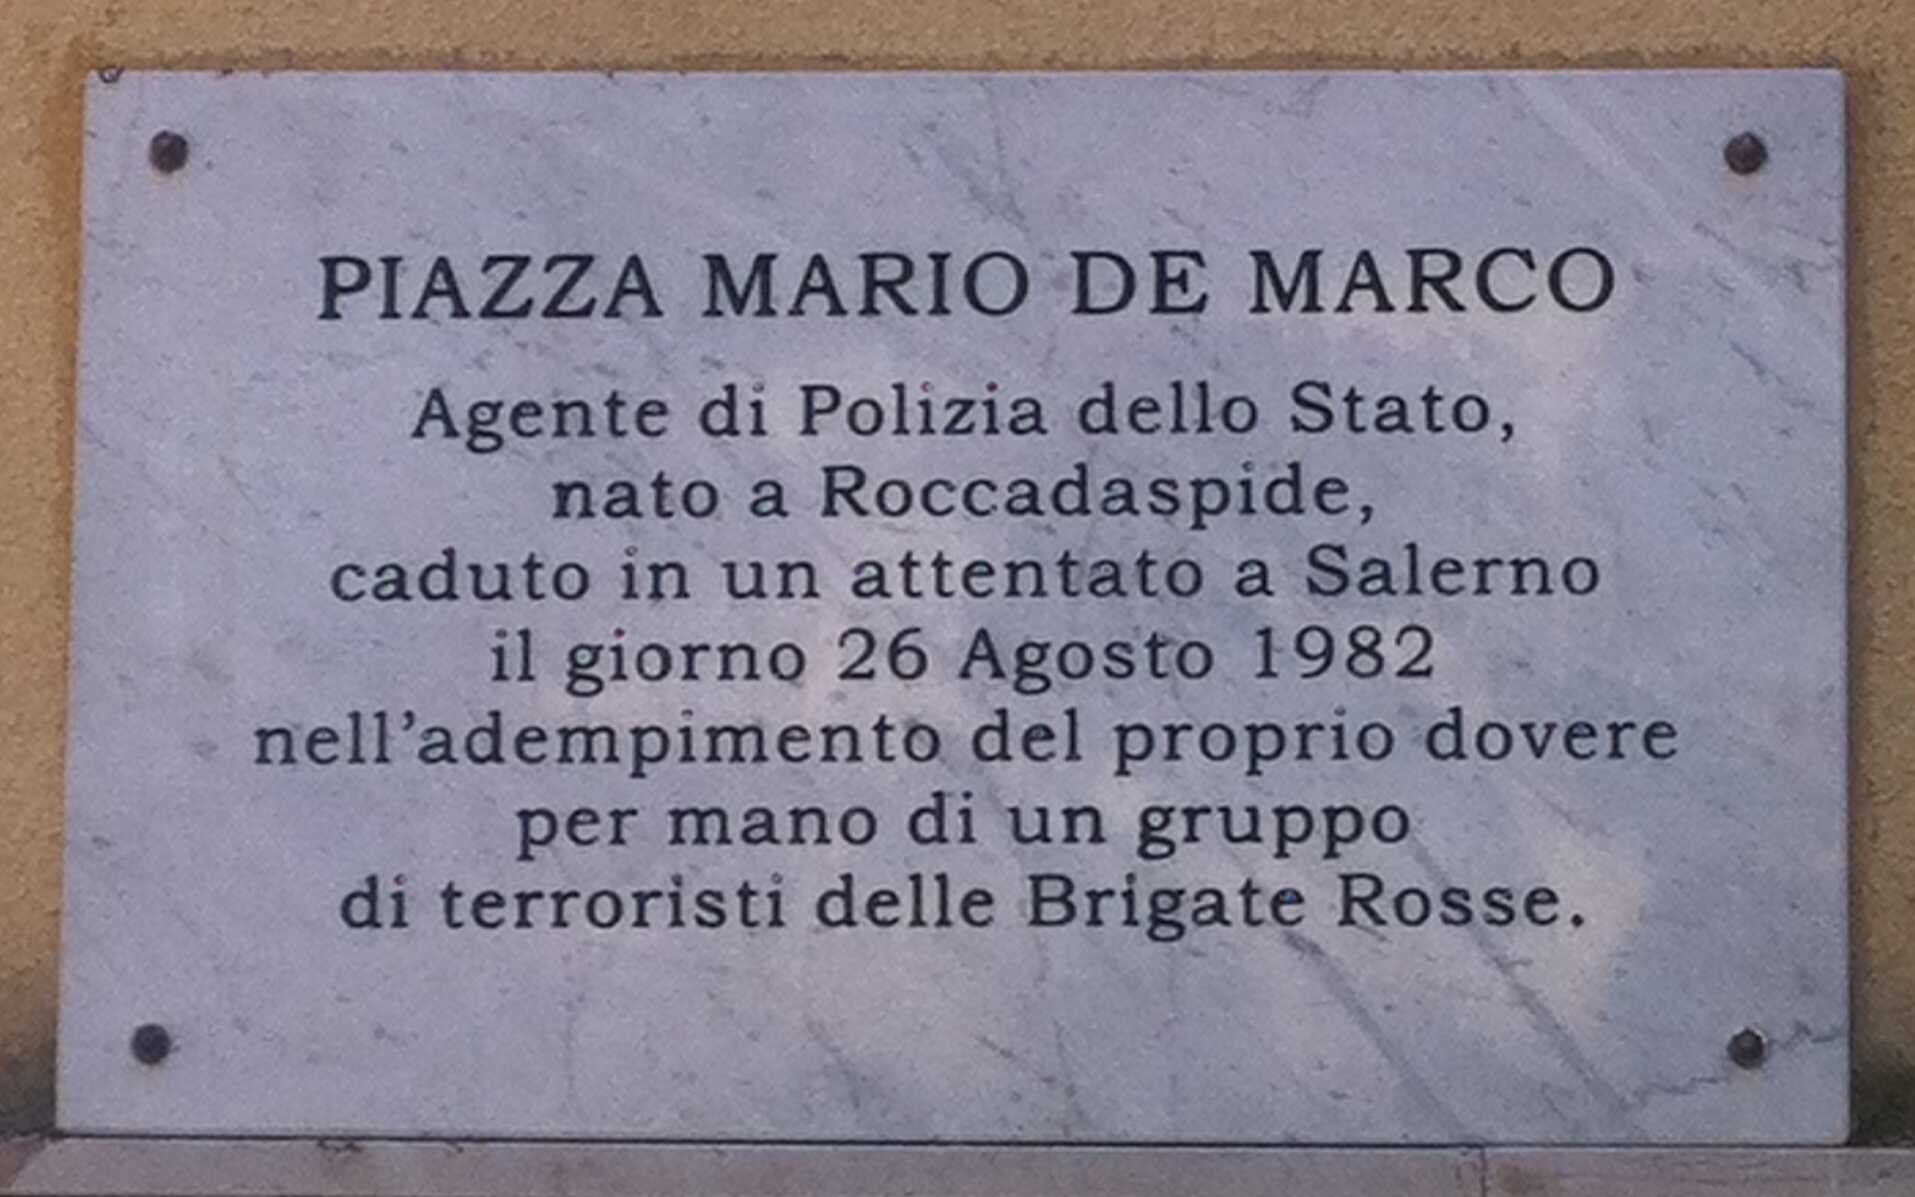 PIAZZA MARIO DE MARCO
Agente di Polizia dello Stato,
nato a Roccadaspide,
caduto in un attentato a Salerno
il giorno 26 Agosto 1982
nell'adempimento del proprio dovere
per mano di un gruppo
di terroristi delle Brigate Rosse.